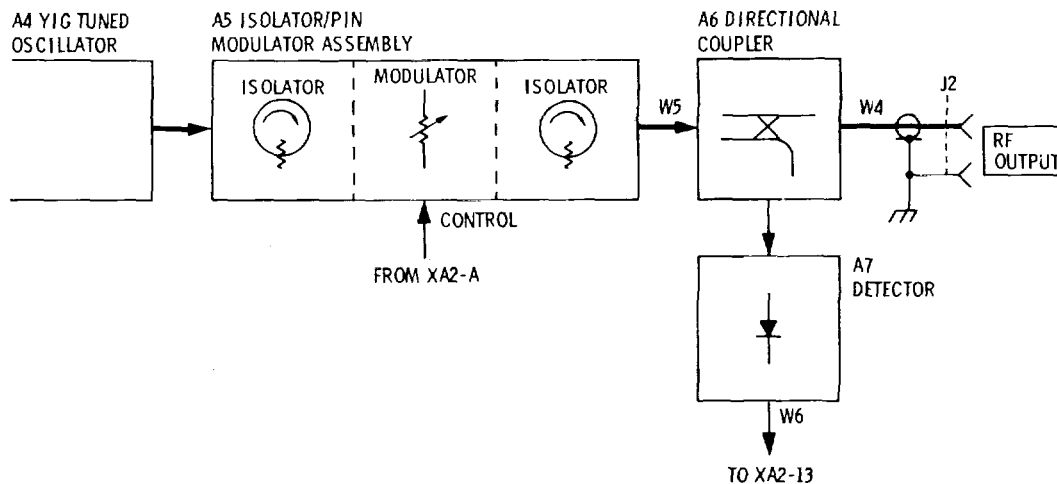 A4 YIG TUNED
OSCILLATOR
A5 ISOLATOR/PIN
MODULATOR ASSEMBLY
A6 DIRECTIONAL
COUPLER
ISOLATOR
MODULATOR
ISOLATOR
W5
W4
J2
RF
OUTPUT
CONTROL
FROM XA2-A
A7
DETECTOR
W6
TO XA2-13